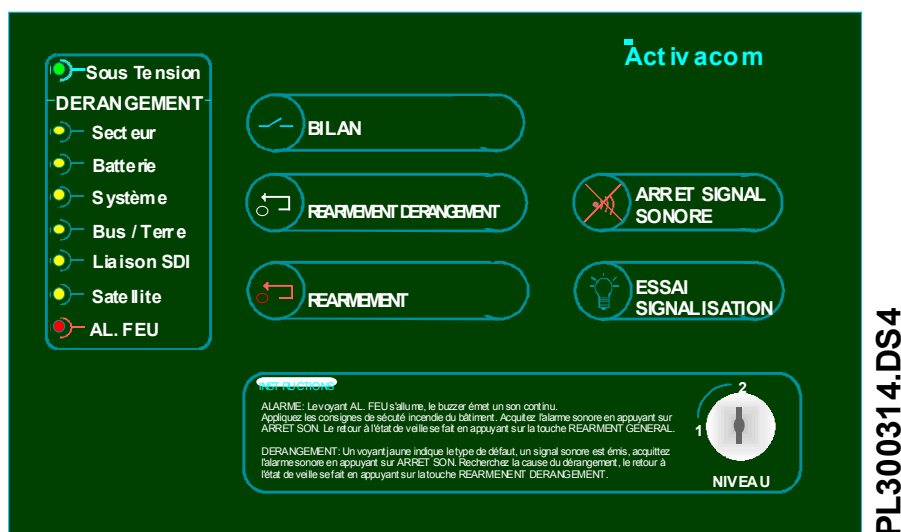 Activacom
Sous Tension
DERANGEMENT
Secteur
Batterie
Système
Bus / Terre
Liaison SDI
Satellite
AL. FEU
BILAN
REARMEMENT DERANGEMENT
REARMEMENT
ARRET SIGNAL
SONORE
ESSAI
SIGNALISATION
INSTRUCTIONS
ALARME: Le voyant AL. FEU s'allume, le buzzer émet un son continu.
Appliquez les consignes de sécuté incendie du bâtiment. Acquitez l'alarme sonore en appuyant sur
ARRET SON. Le retour à l'état de veille se fait en appuyant sur la touche REARMENT GENERAL.
DERANGEMENT: Un voyant jaune indique le type de défaut, un signal sonore est émis, acquittez
l'alarme sonore en appuyant sur ARRET SON. Recherchez la cause du dérangement, le retour à
l'état de veille se fait en appuyant sur la touche REARMENENT DERANGEMENT.
2
1
NIVEAU
PL300314.DS4